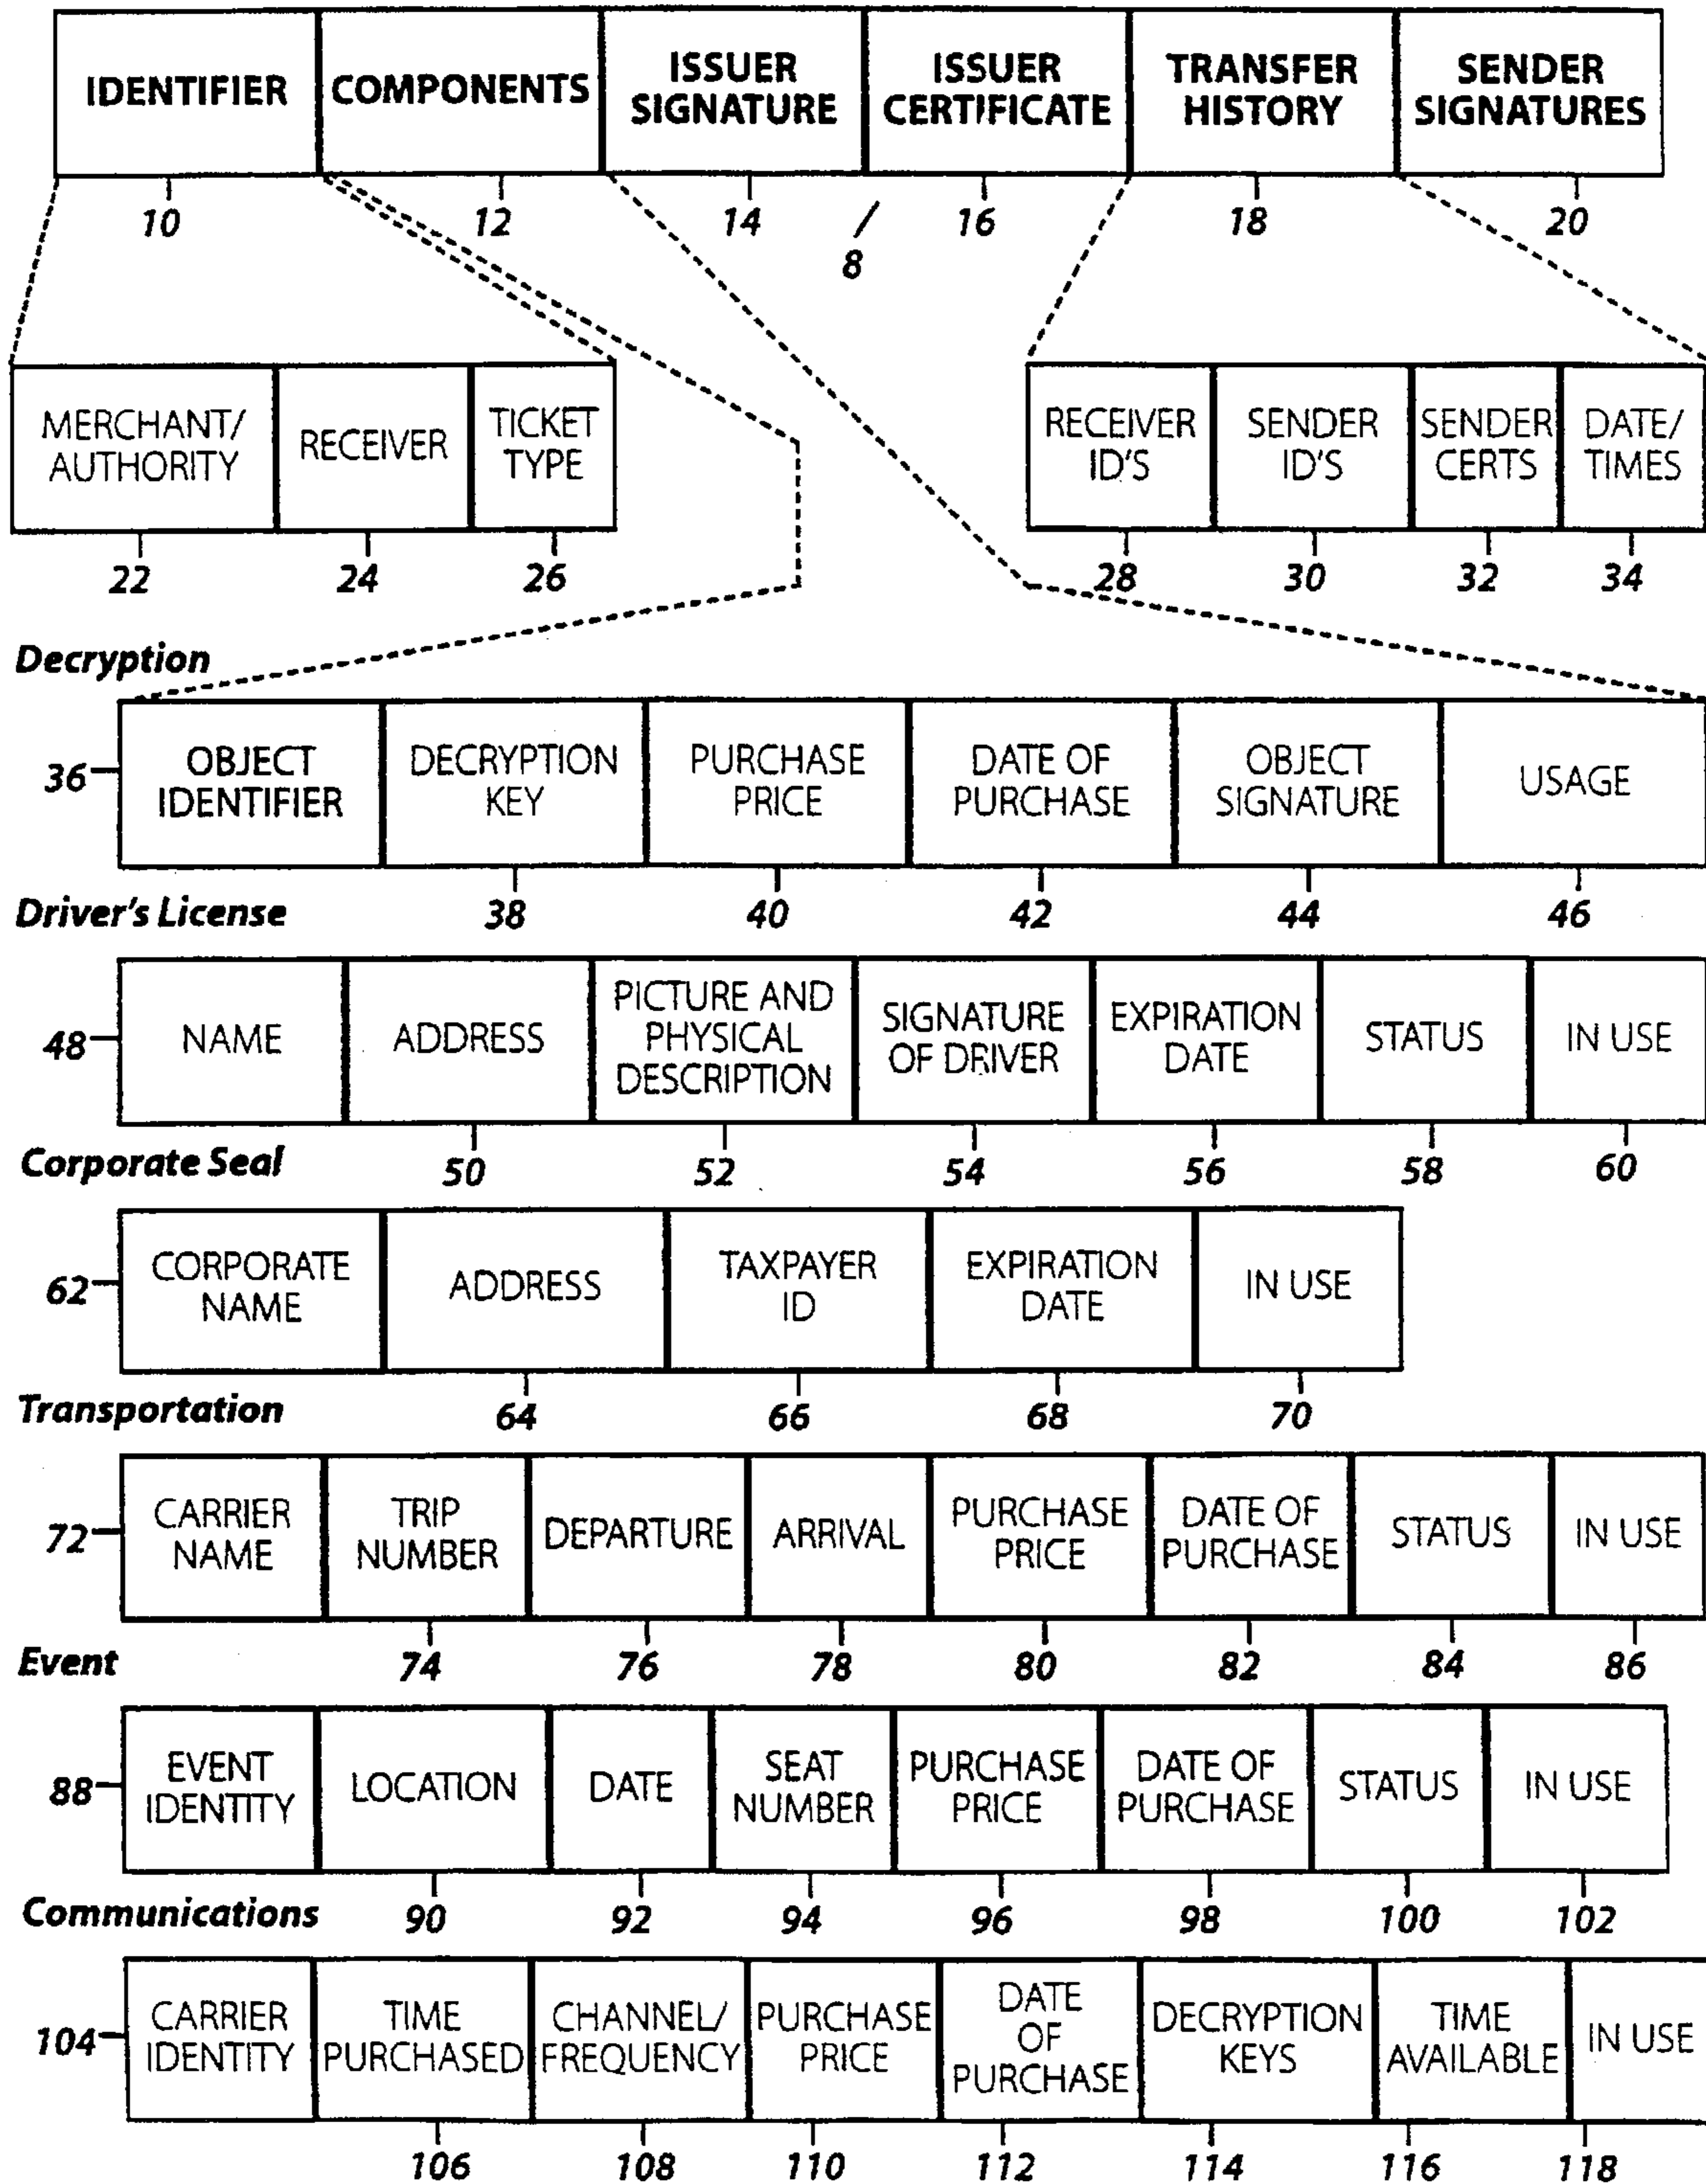 IDENTIFIER
COMPONENTS
ISSUER
SIGNATURE
ISSUER
CERTIFICATE
TRANSFER
HISTORY
SENDER
SIGNATURES
10
12
14
8
16
18
20
MERCHANT/
AUTHORITY
RECEIVER
TICKET
TYPE
RECEIVER
ID'S
SENDER
ID'S
SENDER
CERTS
DATE/
TIMES
22
24
26
28
30
32
34
Decryption
36
OBJECT
IDENTIFIER
DECRYPTION
KEY
PURCHASE
PRICE
DATE OF
PURCHASE
OBJECT
SIGNATURE
USAGE
38
40
42
44
46
Driver's License
48
NAME
ADDRESS
PICTURE AND
PHYSICAL
DESCRIPTION
SIGNATURE
OF DRIVER
EXPIRATION
DATE
STATUS
IN USE
50
52
54
56
58
60
Corporate Seal
62
CORPORATE
NAME
ADDRESS
TAXPAYER
ID
EXPIRATION
DATE
IN USE
64
66
68
70
Transportation
72
CARRIER
NAME
TRIP
NUMBER
DEPARTURE
ARRIVAL
PURCHASE
PRICE
DATE OF
PURCHASE
STATUS
IN USE
74
76
78
80
82
84
86
Event
88
EVENT
IDENTITY
LOCATION
DATE
SEAT
NUMBER
PURCHASE
PRICE
DATE OF
PURCHASE
STATUS
IN USE
90
92
94
96
98
100
102
Communications
104
CARRIER
IDENTITY
TIME
PURCHASED
CHANNEL/
FREQUENCY
PURCHASE
PRICE
DATE
OF
PURCHASE
DECRYPTION
KEYS
TIME
AVAILABLE
IN USE
106
108
110
112
114
116
118